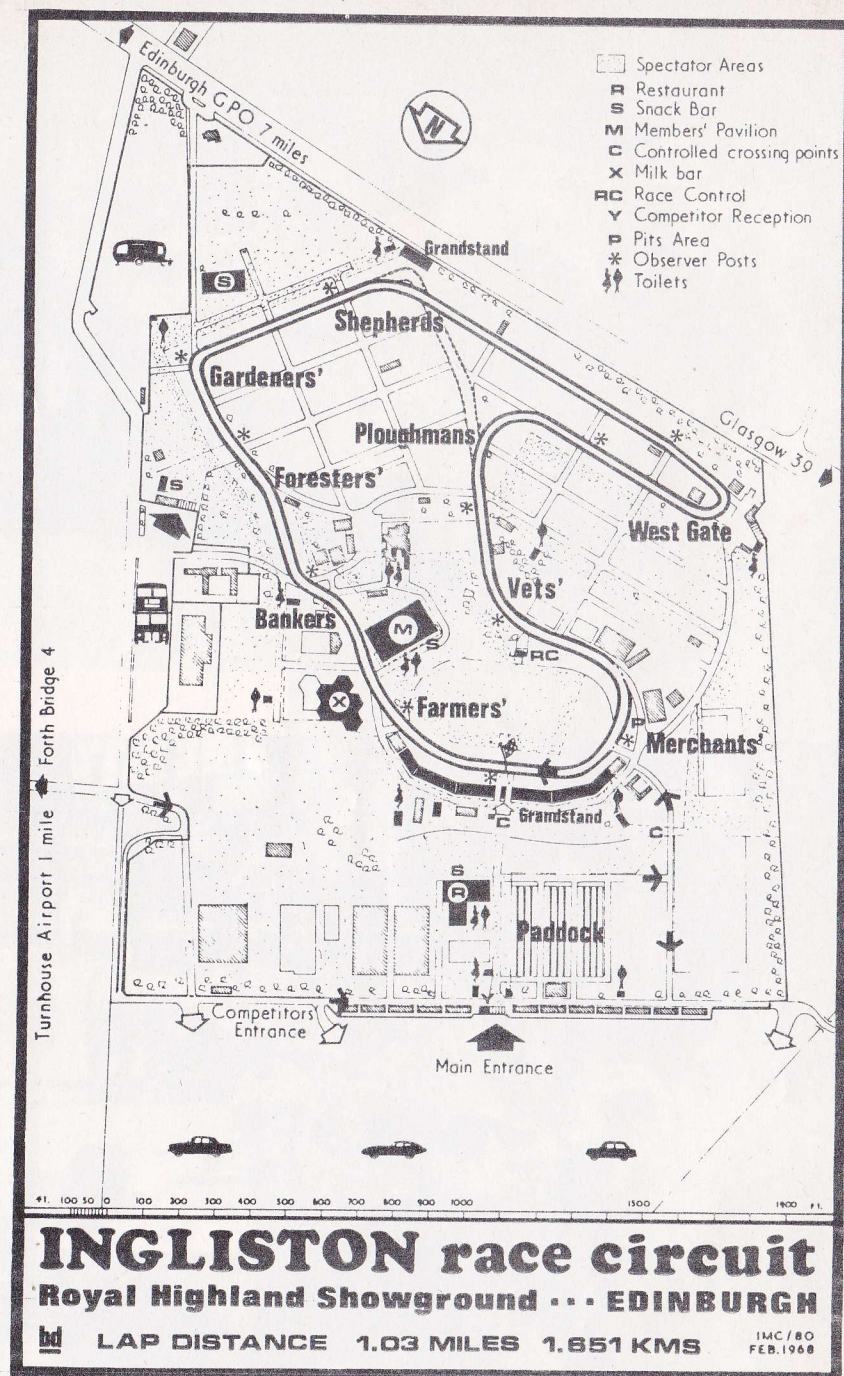 Edinburgh GPO 7 miles
N
Spectator Areas
R Restaurant
S Snack Bar
M Members' Pavilion
C Controlled crossing points
X Milk bar
RC Race Control
Y Competitor Reception
P Pits Area
* Observer Posts
Toilets
Grandstand
S
Shepherds
Gardeners'
Ploughmans
Glasgow 39
Foresters'
S
West Gate
Vets'
Bankers
M
S
RC
X
Farmers'
P
Merchants'
Turnhouse Airport 1 mile
Forth Bridge 4
Grandstand
C
C
S
R
Paddock
Y
Competitors'
Entrance
Main Entrance
ft. 100 50 0 100 200 300 400 500 600 700 800 900 1000 1500 1900 FT.
INGLISTON race circuit
Royal Highland Showground ... EDINBURGH
bd LAP DISTANCE 1.03 MILES 1.651 KMS
IMC/80
FEB.1968